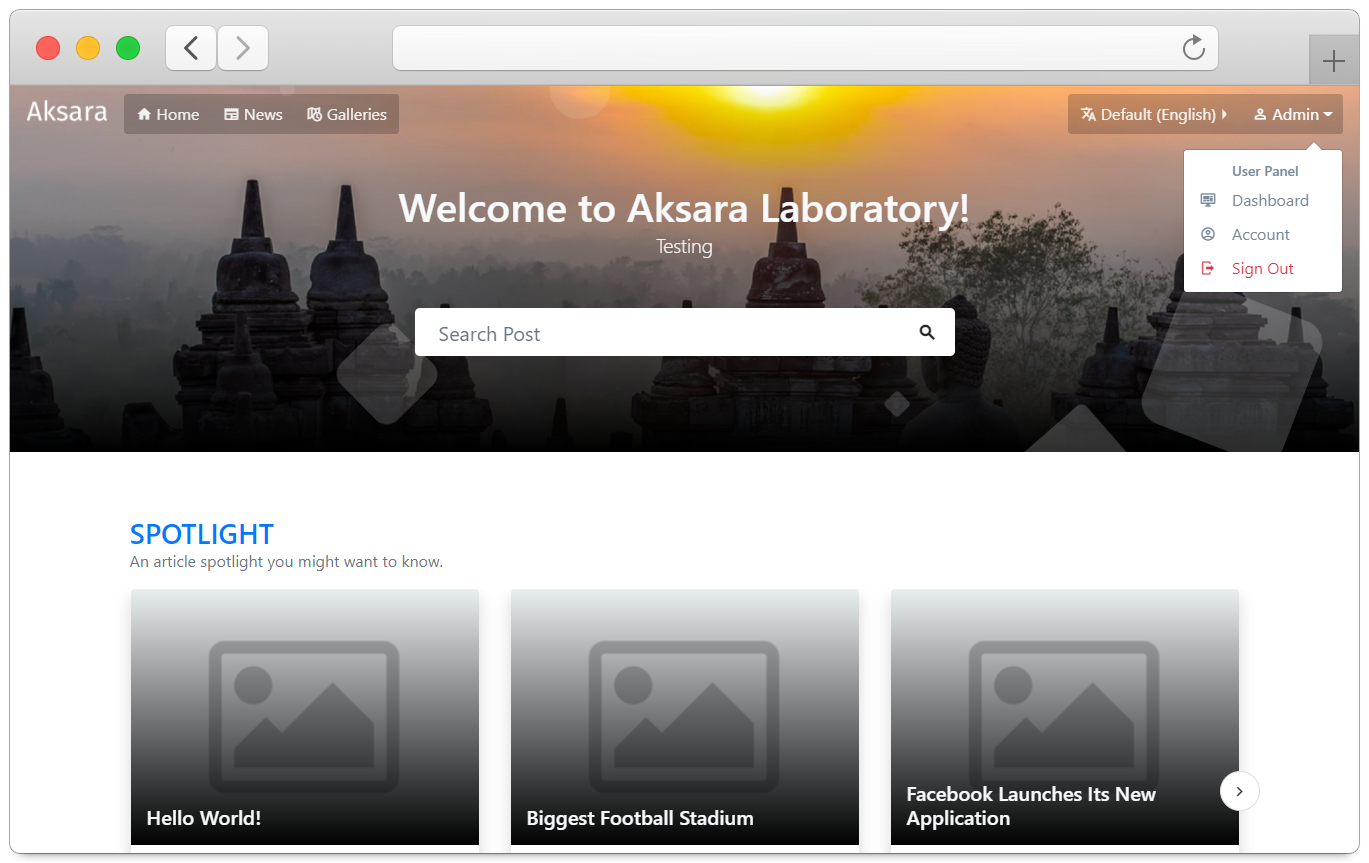 Aksara
Home
News
Galleries
Default (English)
Admin
User Panel
Dashboard
Account
Sign Out
Welcome to Aksara Laboratory!
Testing
Search Post
SPOTLIGHT
An article spotlight you might want to know.
Hello World!
Biggest Football Stadium
Facebook Launches Its New
Application